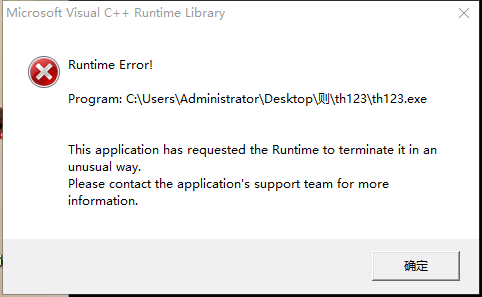 Microsoft Visual C++ Runtime Library
Runtime Error!
Program: C:\Users\Administrator\Desktop\则\th123\th123.exe
This application has requested the Runtime to terminate it in an
unusual way.
Please contact the application's support team for more
information.
确定